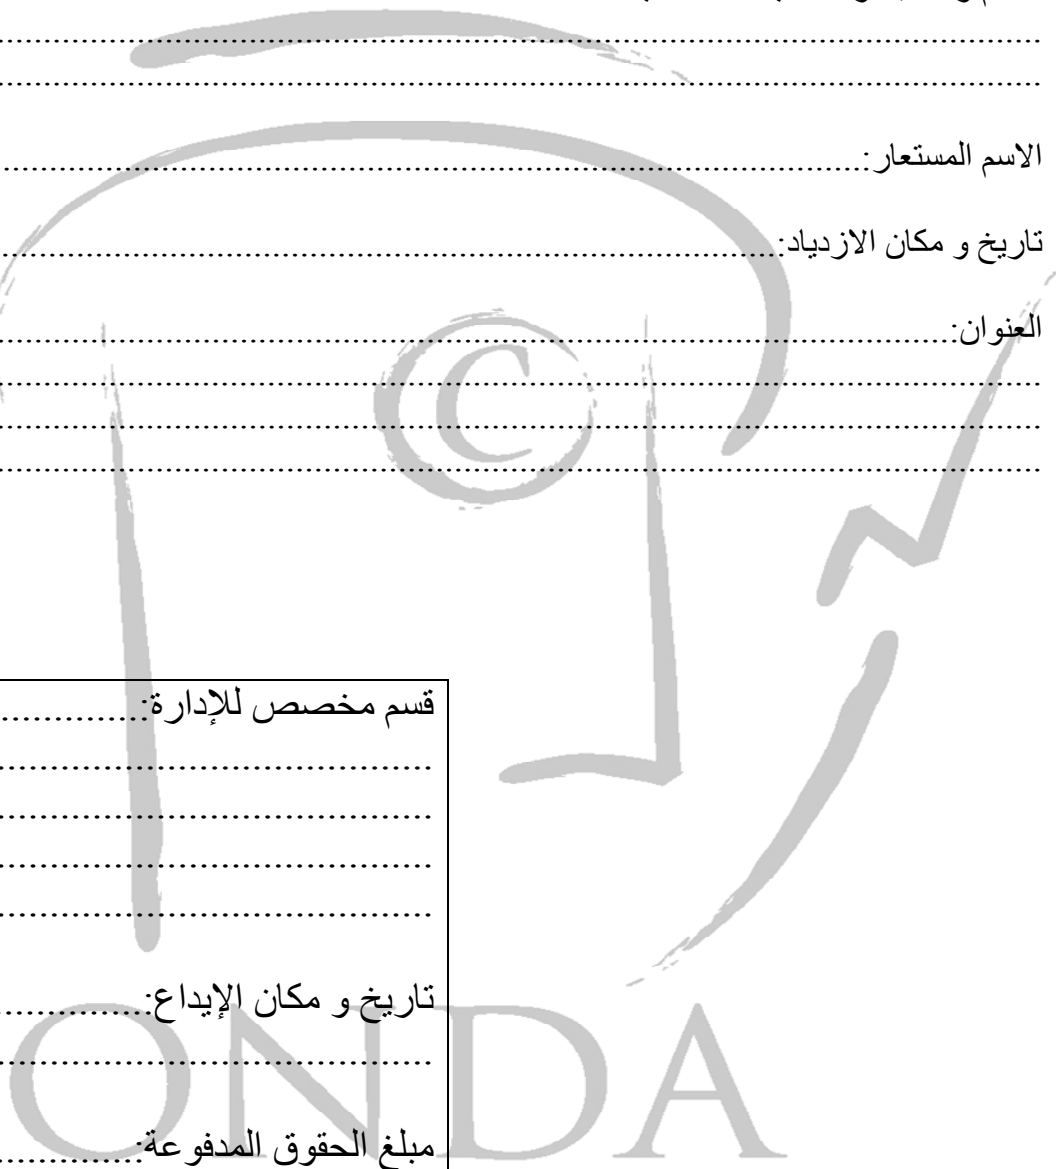 الاسم المستعار:..........................................................................................
تاريخ و مكان الازدياد:..................................................................................
العنوان:..................................................................................................
............................................................................................................
............................................................................................................
............................................................................................................
قسم مخصص للإدارة:...............
..............................................
..............................................
..............................................
..............................................
تاريخ و مكان الإيداع:...............
..............................................
مبلغ الحقوق المدفوعة:..............
©
ONDA